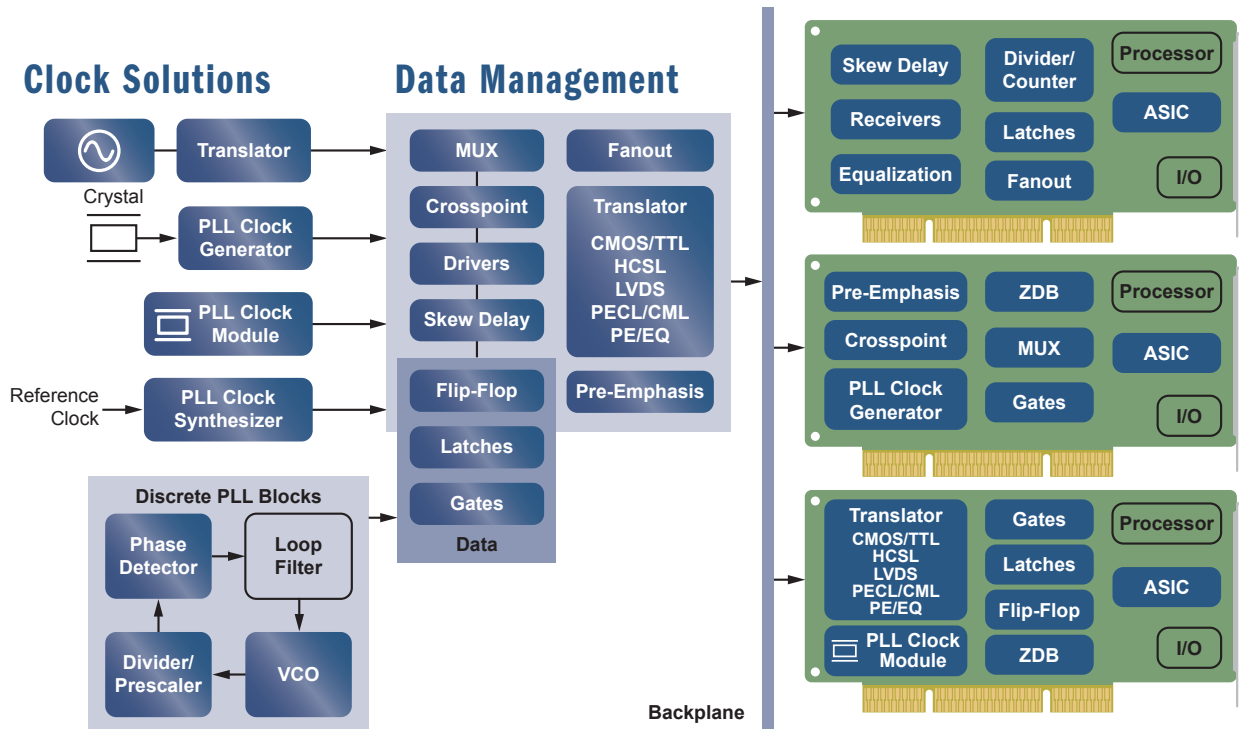 Clock Solutions
Translator
Crystal
PLL Clock
Generator
PLL Clock
Module
Reference
Clock
PLL Clock
Synthesizer
Discrete PLL Blocks
Phase
Detector
Loop
Filter
Divider/
Prescaler
VCO
Data Management
MUX
Crosspoint
Drivers
Skew Delay
Flip-Flop
Latches
Gates
Data
Fanout
Translator
CMOS/TTL
HCSL
LVDS
PECL/CML
PE/EQ
Pre-Emphasis
Backplane
Skew Delay
Receivers
Equalization
Divider/
Counter
Latches
Fanout
Processor
ASIC
I/O
Pre-Emphasis
Crosspoint
PLL Clock
Generator
ZDB
MUX
Gates
Processor
ASIC
I/O
Translator
CMOS/TTL
HCSL
LVDS
PECL/CML
PE/EQ
PLL Clock
Module
Gates
Latches
Flip-Flop
ZDB
Processor
ASIC
I/O